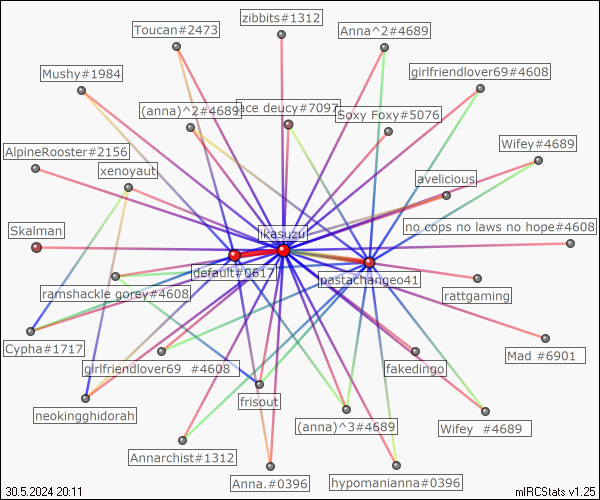 zibbits#1312
Toucan#2473
Anna^2#4689
Mushy#1984
girlfriendlover69#4608
(anna)^2#4689
ace deucy#7097
Soxy Foxy#5076
AlpineRooster#2156
Wifey#4689
xenoyaut
avelicious
no cops no laws no hope#4608
Skalman
ikasuzu
default#0617
pastachangeo41
ramshackle gorey#4608
rattgaming
Cypha#1717
girlfriendlover69 #4608
fakedingo
Mad #6901
neokingghidorah
frisout
(anna)^3#4689
Wifey #4689
Annarchist#1312
Anna.#0396
hypomanianna#0396
30.5.2024 20:11
mIRCStats v1.25